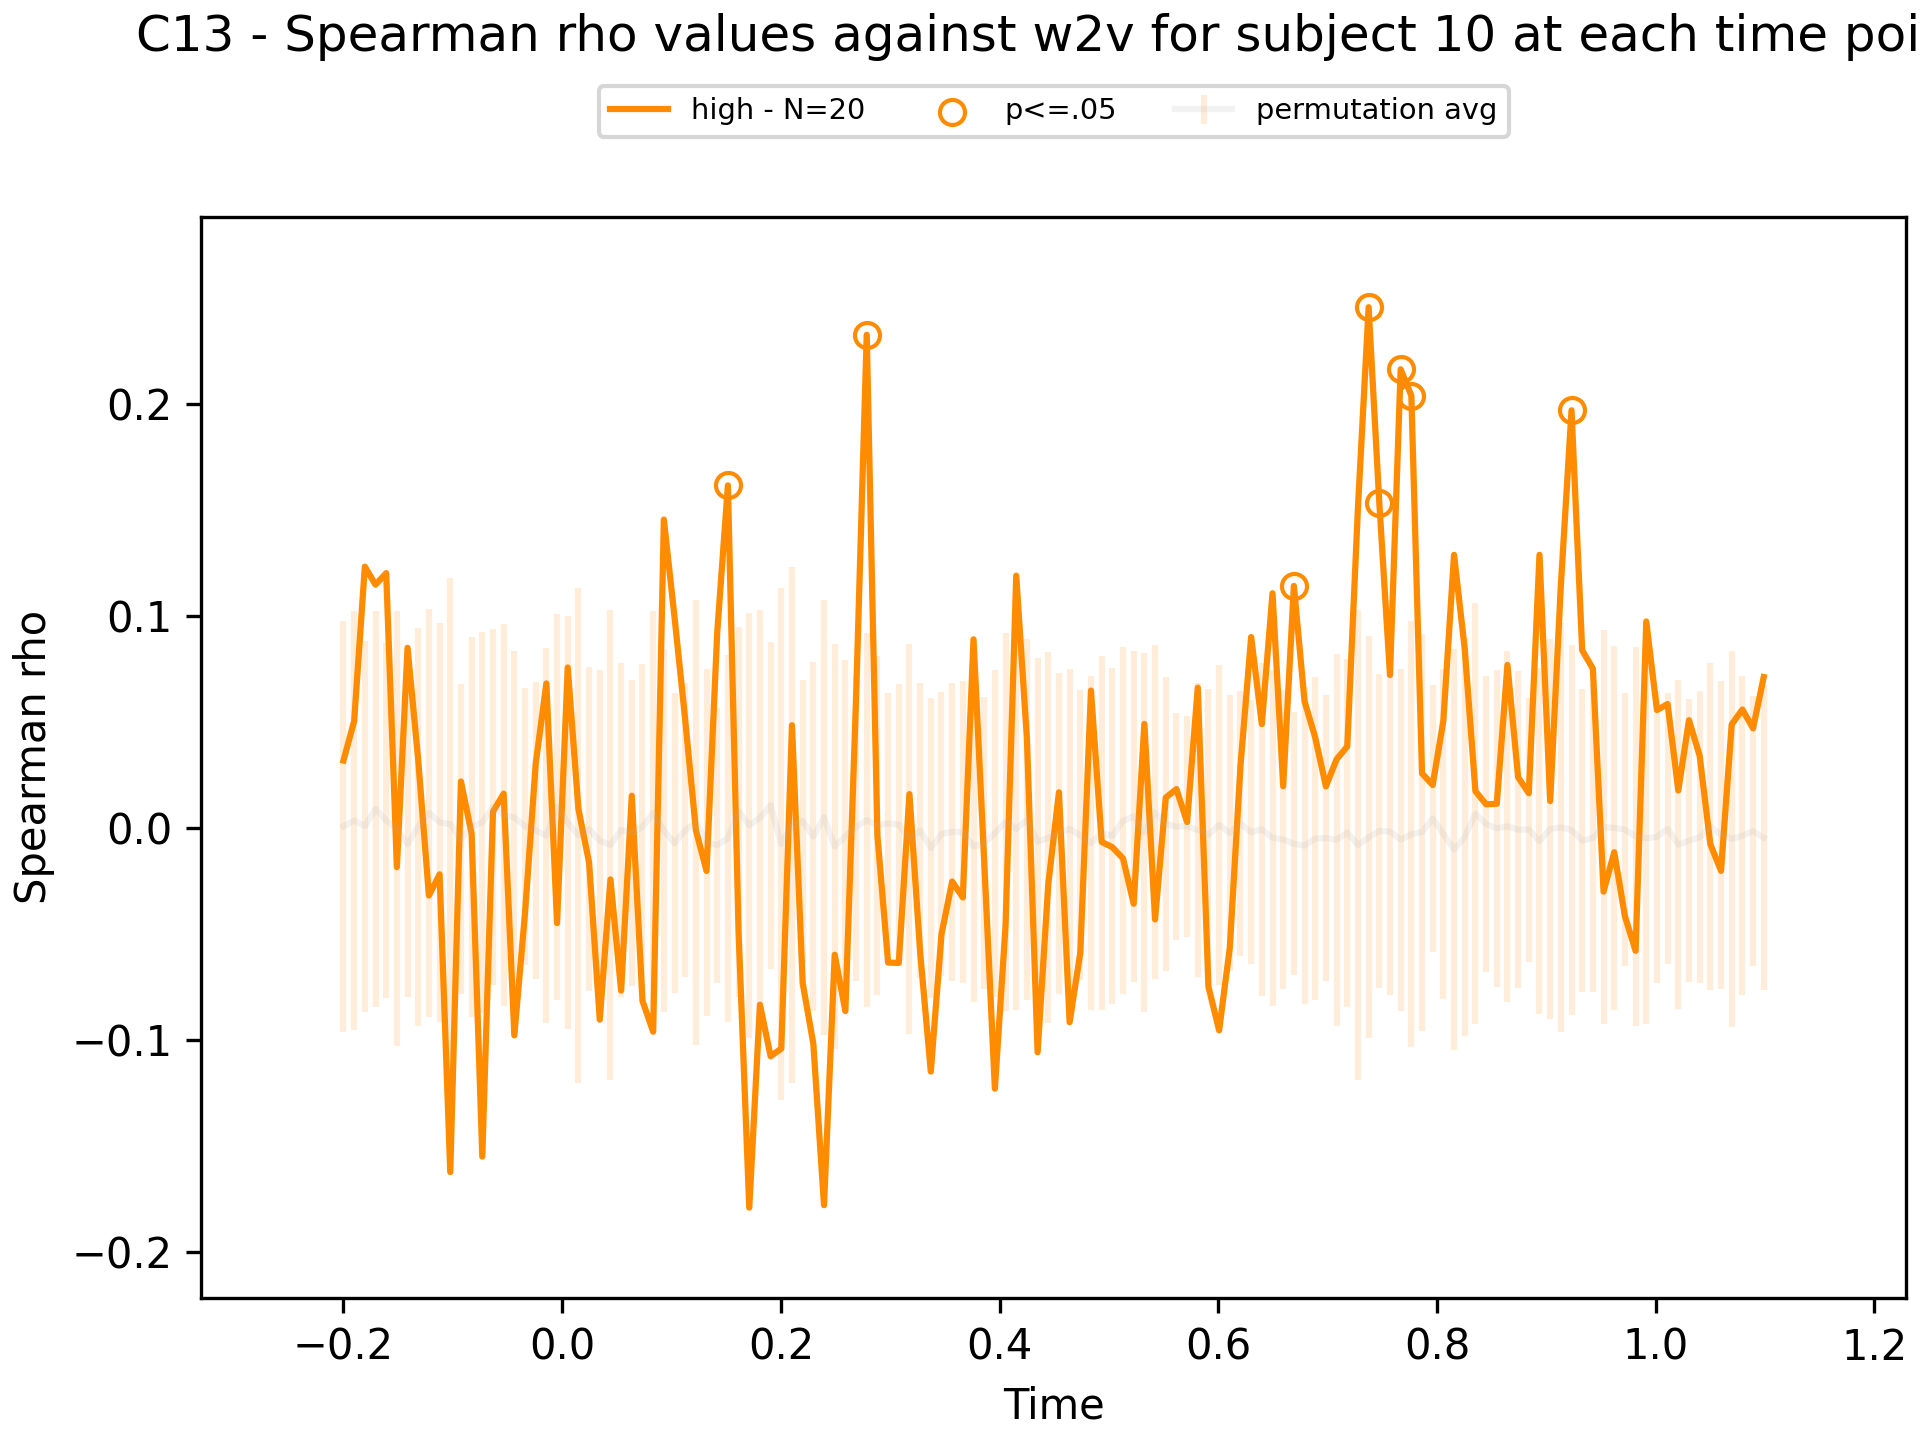 C13 - Spearman rho values against w2v for subject 10 at each time poi
high - N=20 p<=.05 permutation avg
Spearman rho
0.2
0.1
0.0
−0.1
−0.2
−0.2 0.0 0.2 0.4 0.6 0.8 1.0 1.2
Time